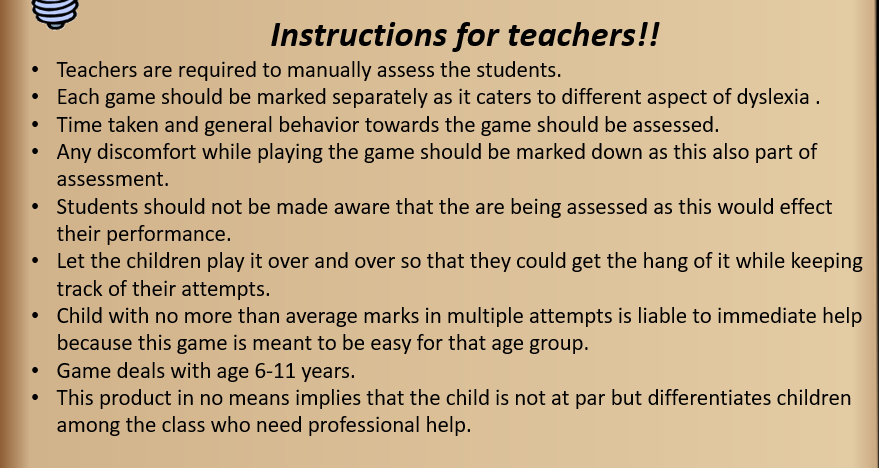 Instructions for teachers!!
• Teachers are required to manually assess the students.
• Each game should be marked separately as it caters to different aspect of dyslexia .
• Time taken and general behavior towards the game should be assessed.
• Any discomfort while playing the game should be marked down as this also part of
assessment.
• Students should not be made aware that the are being assessed as this would effect
their performance.
• Let the children play it over and over so that they could get the hang of it while keeping
track of their attempts.
• Child with no more than average marks in multiple attempts is liable to immediate help
because this game is meant to be easy for that age group.
• Game deals with age 6-11 years.
• This product in no means implies that the child is not at par but differentiates children
among the class who need professional help.